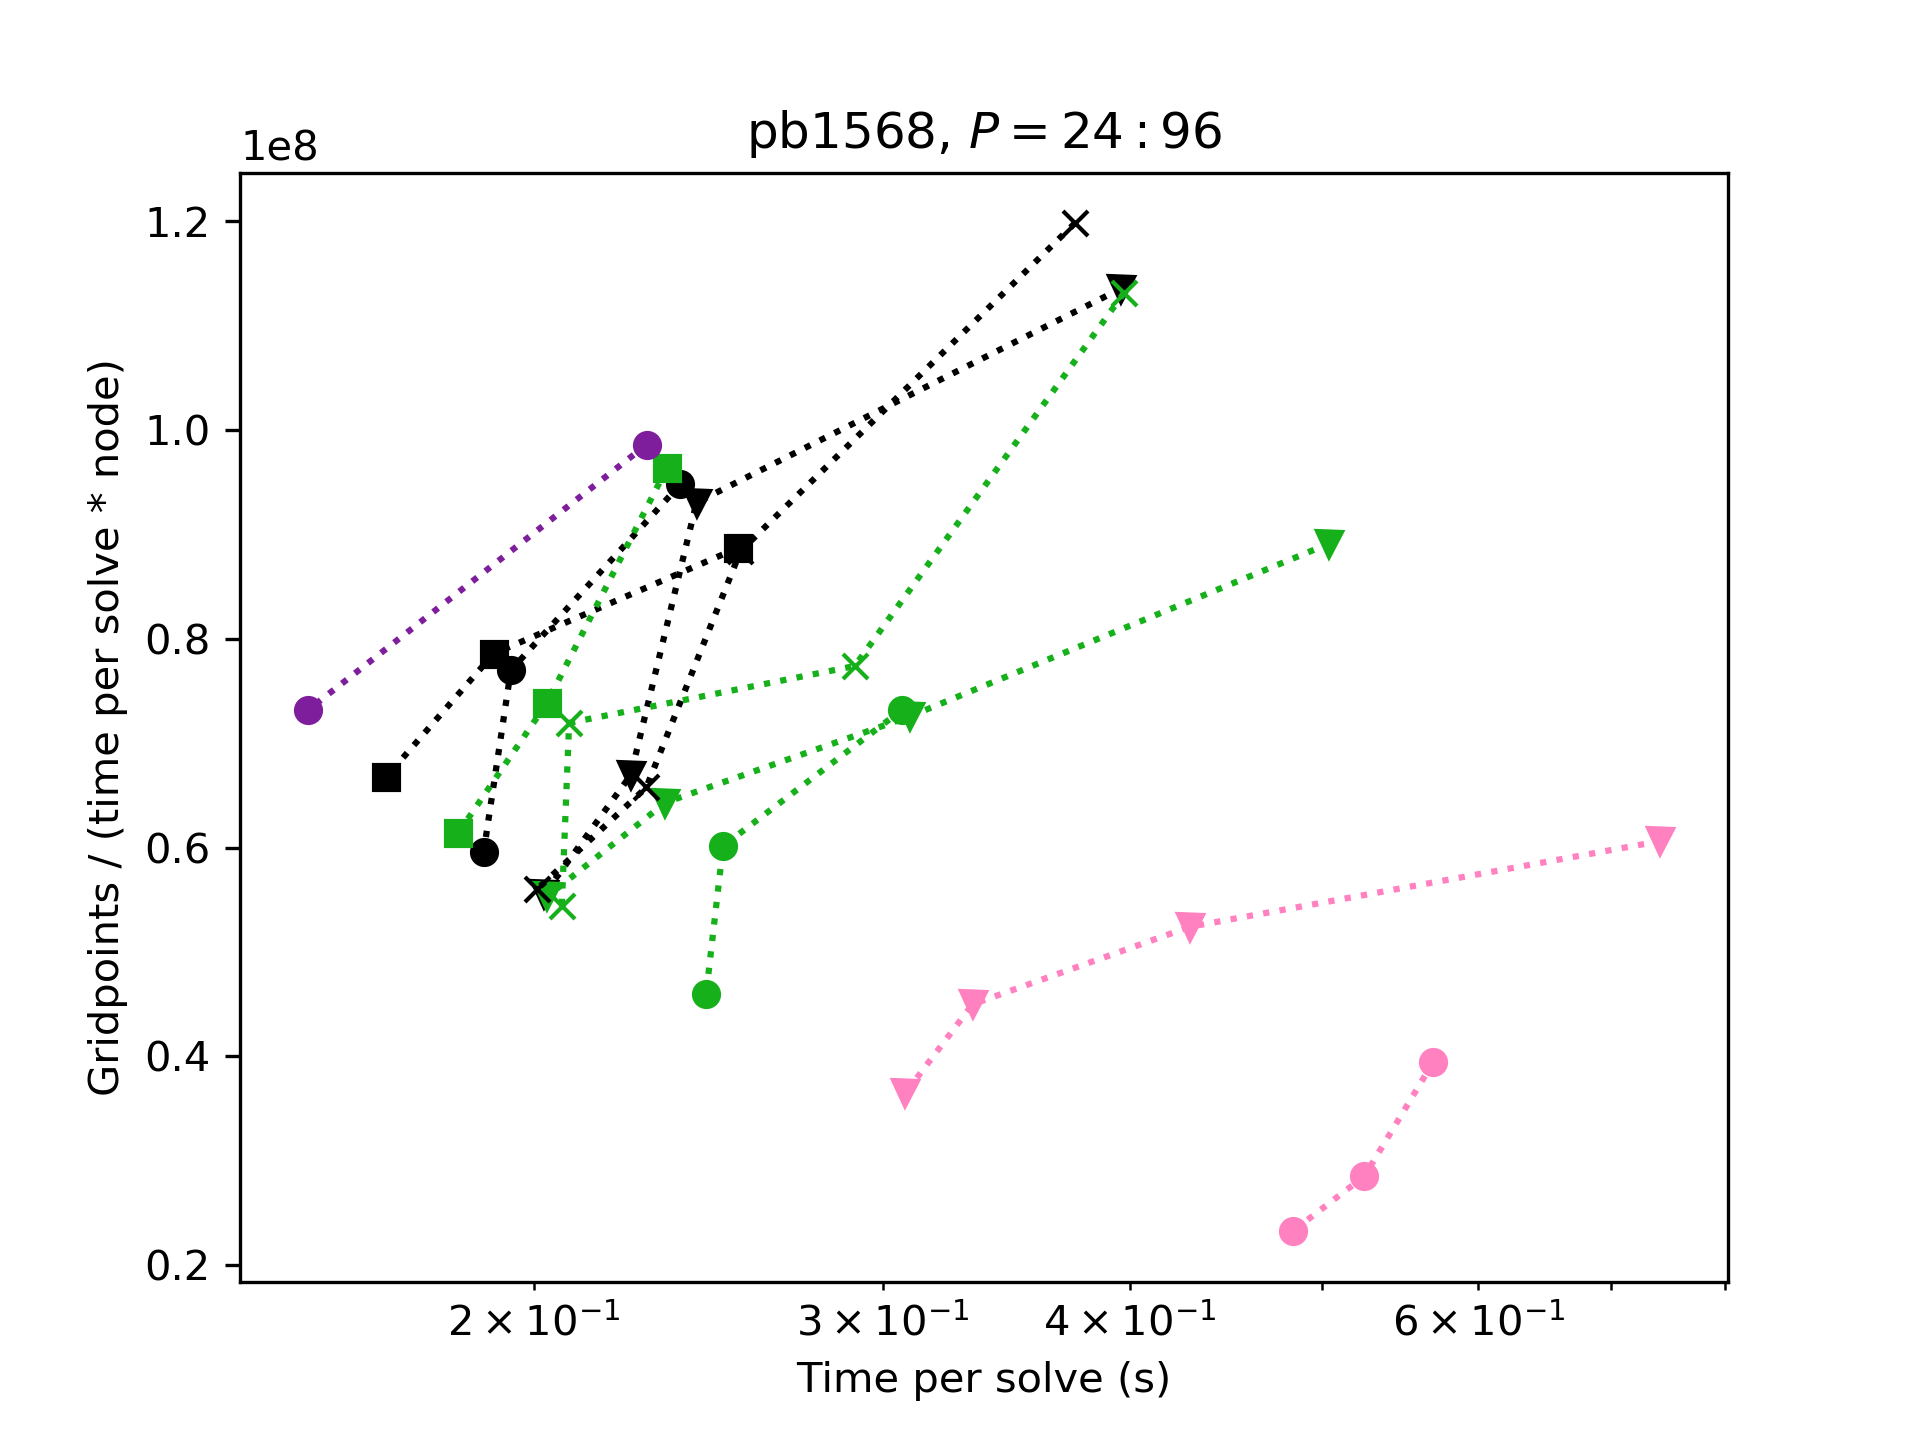 pb1568, P = 24 : 96
1e8
1.2
1.0
0.8
0.6
0.4
0.2
Gridpoints / (time per solve * node)
2 × 10⁻¹ 3 × 10⁻¹ 4 × 10⁻¹ 6 × 10⁻¹
Time per solve (s)